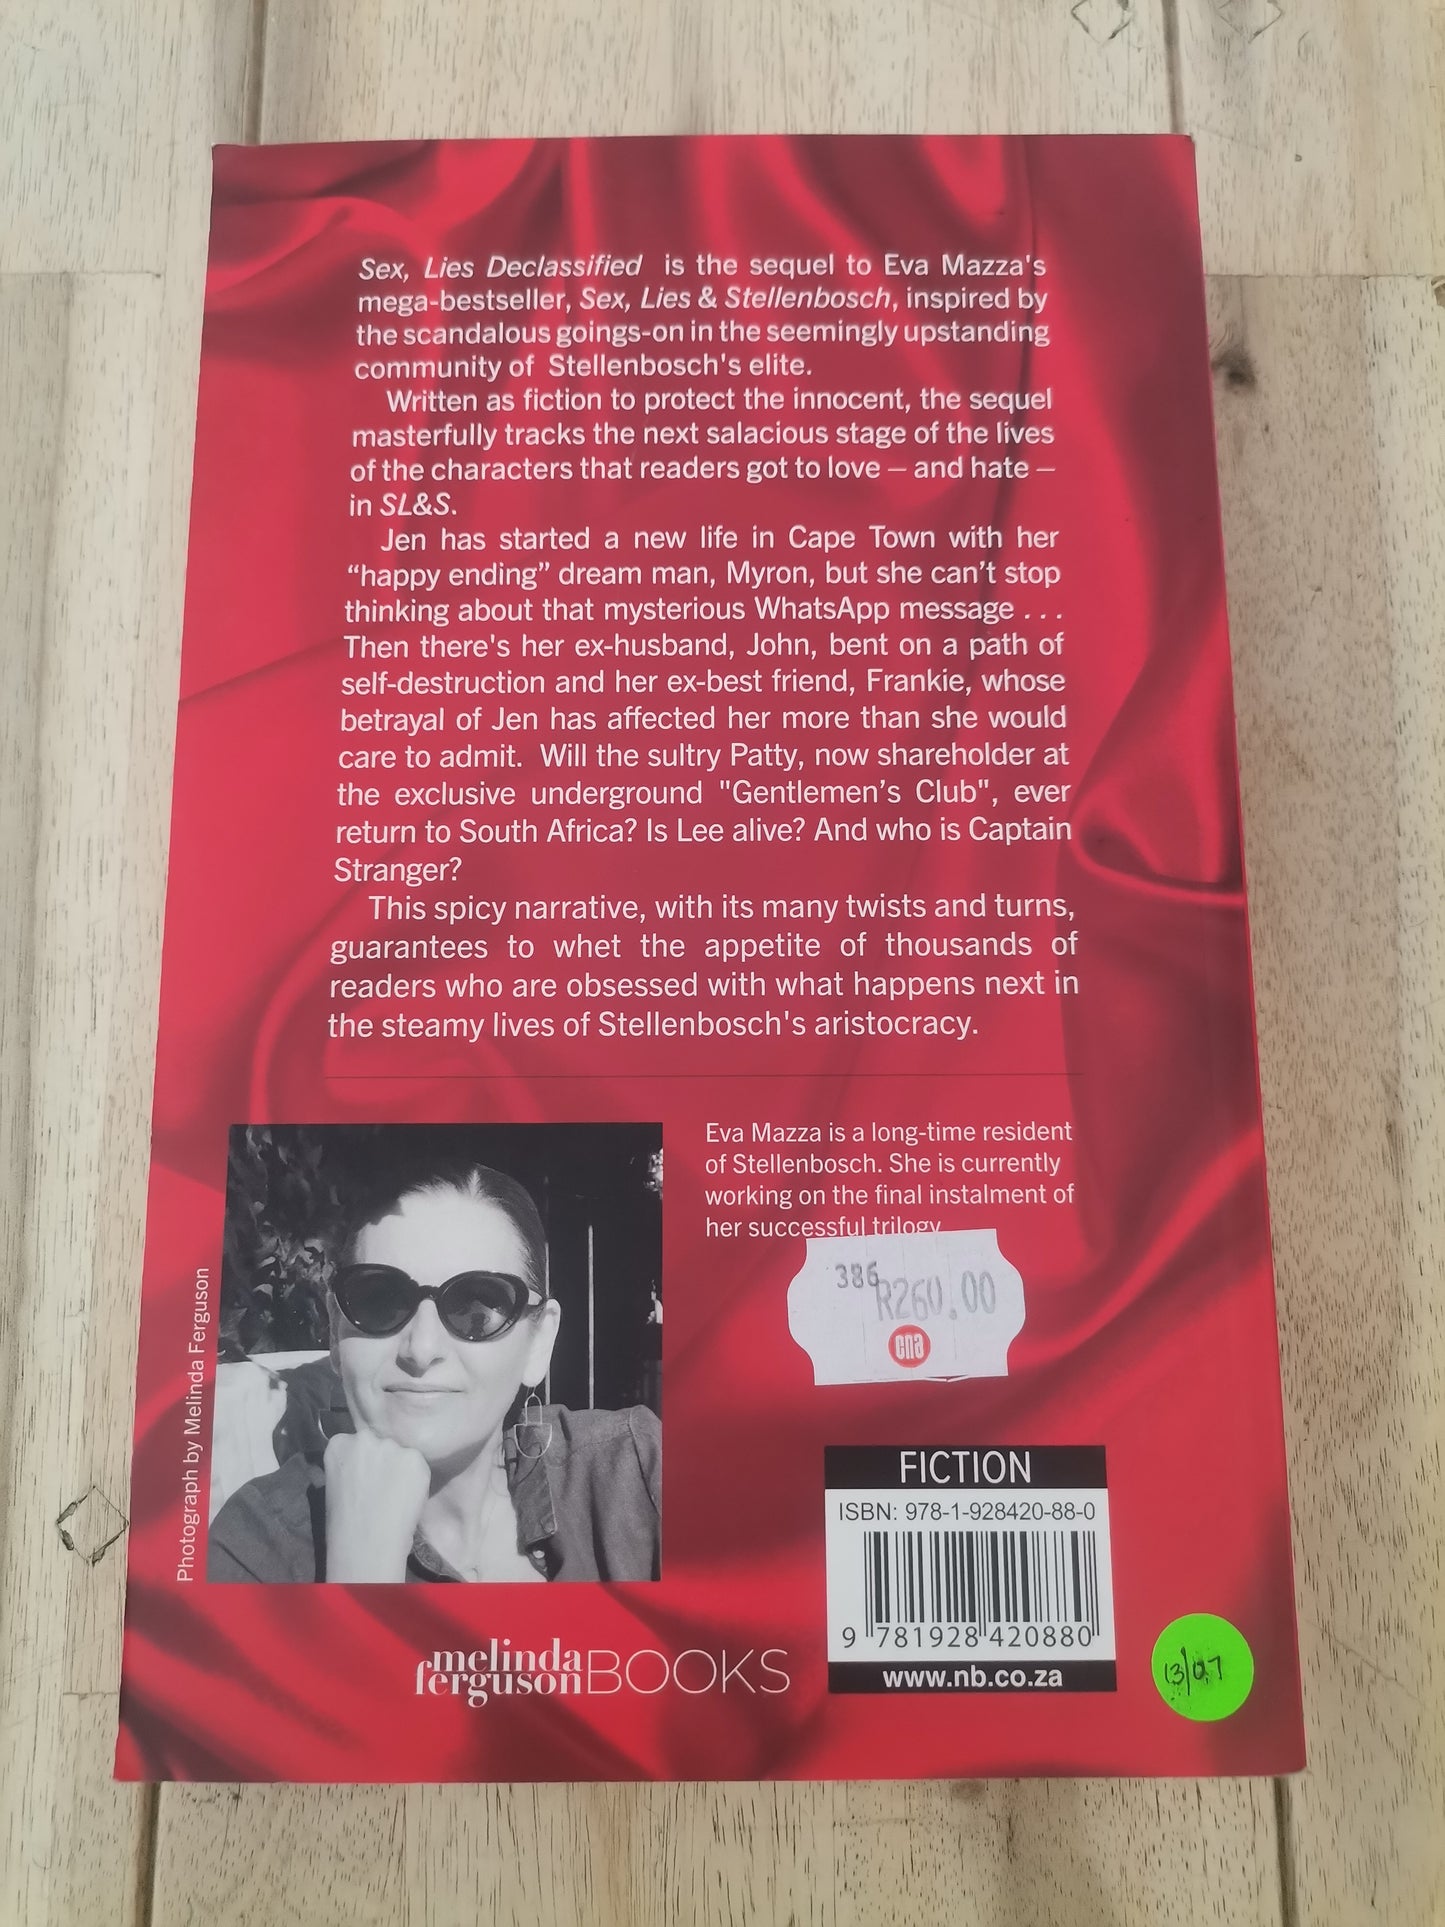 Sex, Lies Declassified is the sequel to Eva Mazza's
mega-bestseller, Sex, Lies & Stellenbosch, inspired by
the scandalous goings-on in the seemingly upstanding
community of Stellenbosch's elite.
Written as fiction to protect the innocent, the sequel
masterfully tracks the next salacious stage of the lives
of the characters that readers got to love – and hate –
in SL&S.
Jen has started a new life in Cape Town with her
“happy ending” dream man, Myron, but she can’t stop
thinking about that mysterious WhatsApp message . . .
Then there's her ex-husband, John, bent on a path of
self-destruction and her ex-best friend, Frankie, whose
betrayal of Jen has affected her more than she would
care to admit. Will the sultry Patty, now shareholder at
the exclusive underground "Gentlemen’s Club", ever
return to South Africa? Is Lee alive? And who is Captain
Stranger?
This spicy narrative, with its many twists and turns,
guarantees to whet the appetite of thousands of
readers who are obsessed with what happens next in
the steamy lives of Stellenbosch's aristocracy.
Eva Mazza is a long-time resident
of Stellenbosch. She is currently
working on the final instalment of
her successful trilogy
Photograph by Melinda Ferguson
386
R260.00
cna
FICTION
ISBN: 978-1-928420-88-0
9 781928 420880
www.nb.co.za
melinda
ferguson BOOKS
13/07